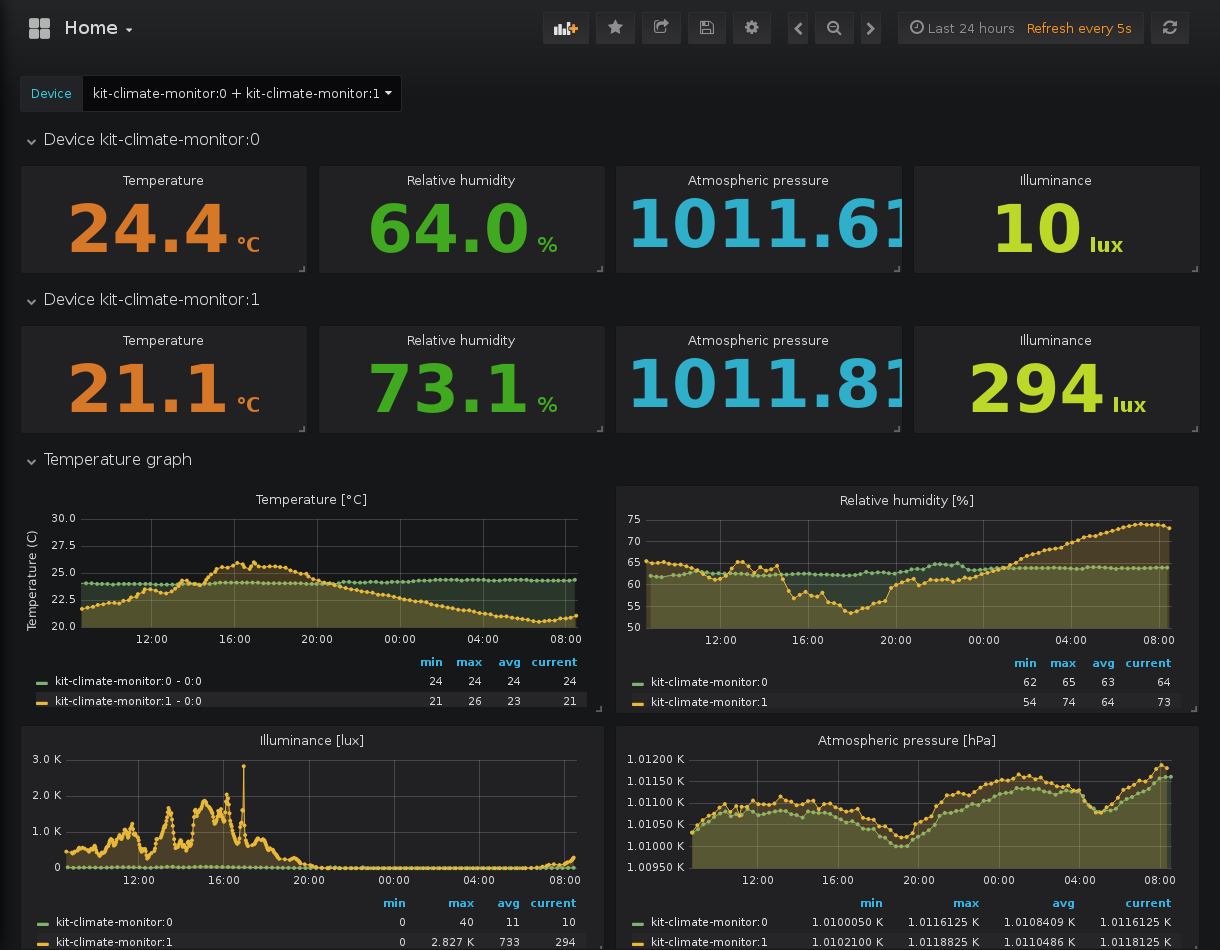 Home
Last 24 hours Refresh every 5s
Device kit-climate-monitor:0 + kit-climate-monitor:1
Device kit-climate-monitor:0
Temperature Relative humidity Atmospheric pressure Illuminance
24.4 °C 64.0 % 1011.61 10 lux
Device kit-climate-monitor:1
Temperature Relative humidity Atmospheric pressure Illuminance
21.1 °C 73.1 % 1011.81 294 lux
Temperature graph
Temperature [°C]
Temperature (C)
30.0
27.5
25.0
22.5
20.0
12:00 16:00 20:00 00:00 04:00 08:00
min max avg current
kit-climate-monitor:0 - 0:0 24 24 24 24
kit-climate-monitor:1 - 0:0 21 26 23 21
Relative humidity [%]
75
70
65
60
55
50
12:00 16:00 20:00 00:00 04:00 08:00
min max avg current
kit-climate-monitor:0 62 65 63 64
kit-climate-monitor:1 54 74 64 73
Illuminance [lux]
3.0 K
2.0 K
1.0 K
0
12:00 16:00 20:00 00:00 04:00 08:00
min max avg current
kit-climate-monitor:0 0 40 11 10
kit-climate-monitor:1 0 2.827 K 733 294
Atmospheric pressure [hPa]
1.01200 K
1.01150 K
1.01100 K
1.01050 K
1.01000 K
1.00950 K
12:00 16:00 20:00 00:00 04:00 08:00
min max avg current
kit-climate-monitor:0 1.0100050 K 1.0116125 K 1.0108409 K 1.0116125 K
kit-climate-monitor:1 1.0102100 K 1.0118825 K 1.0110486 K 1.0118125 K